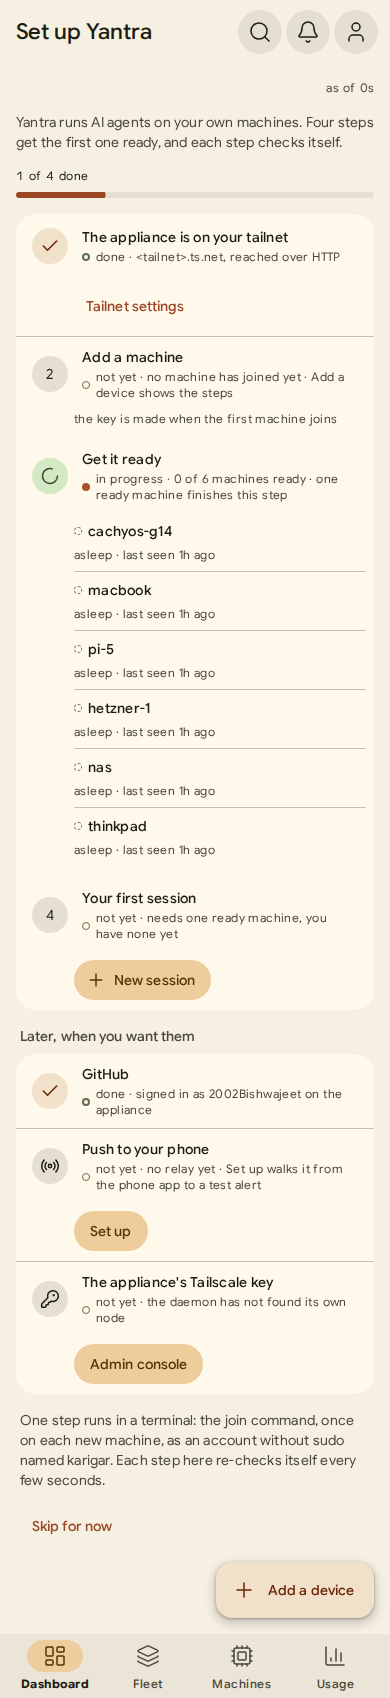 Set up Yantra
as of 0s
Yantra runs AI agents on your own machines. Four steps
get the first one ready, and each step checks itself.
1 of 4 done
The appliance is on your tailnet
done · <tailnet>.ts.net, reached over HTTP
Tailnet settings
2
Add a machine
not yet · no machine has joined yet · Add a
device shows the steps
the key is made when the first machine joins
Get it ready
in progress · 0 of 6 machines ready · one
ready machine finishes this step
cachyos-g14
asleep · last seen 1h ago
macbook
asleep · last seen 1h ago
pi-5
asleep · last seen 1h ago
hetzner-1
asleep · last seen 1h ago
nas
asleep · last seen 1h ago
thinkpad
asleep · last seen 1h ago
4
Your first session
not yet · needs one ready machine, you
have none yet
New session
Later, when you want them
GitHub
done · signed in as 2002Bishwajeet on the
appliance
Push to your phone
not yet · no relay yet · Set up walks it from
the phone app to a test alert
Set up
The appliance's Tailscale key
not yet · the daemon has not found its own
node
Admin console
One step runs in a terminal: the join command, once
on each new machine, as an account without sudo
named karigar. Each step here re-checks itself every
few seconds.
Skip for now
Add a device
Dashboard
Fleet
Machines
Usage